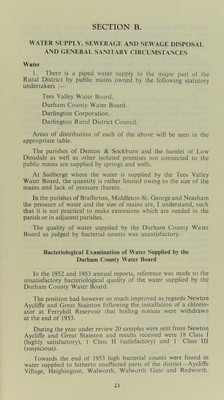 SECTION B.
WATER SUPPLY, SEWERAGE AND SEWAGE DISPOSAL
AND GENERAL SANITARY CIRCUMSTANCES
Water
1. There is a piped water supply to the major part of the
Rural District by public mains owned by the following statutory
undertakers :—
Tees Valley Water Board.
Durham County Water Board.
Darlington Corporation.
Darlington Rural District Council.
Areas of distribution of each of the above will be seen in the
appropriate table.
The parishes of Denton & Sockburn and the hamlet of Low
Dinsdale as well as other isolated premises not connected to the
public mains are supplied by springs and wells.
At Sadberge where the water is supplied by the Tees Valley
Water Board, the quantity is rather limited owing to the size of the
mains and lack of pressure therein.
In the parishes of Brafferton, Middleton St. George and Neasham
the pressure of water and the size of mains are, I understand, such
that it is not practical to make extensions which are needed in the
parish or in adjacent parishes.
The quality of water supplied by the Durham County Water
Board as judged by bacterial counts was unsatisfactory.
Bacteriological Examination of Water Supplied by the
Durham County Water Board
In the 1952 and 1953 annual reports, reference was made to the
unsatisfactory bacteriological quality of the water supplied by the
Durham County Water Board.
The position had however so much improved as regards Newton
Aycliffe and Great Stainton following the installation of a chlorin-
ator at Ferryhill Reservoir that boiling notices were withdrawn
at the end of 1953.
During the year under review 20 samples were sent from Newton
Aycliffe and Great Stainton and results received were 18 Class I
(highly satisfactory), 1 Class II (satisfactory) and 1 Class III
(suspicious).
Towards the end of 1953 high bacterial counts were found in
water supplied to hitherto unaffected parts of the district—Aycliffe
Village, Heighington, Walworth, Walworth Gate and Redworth.
23